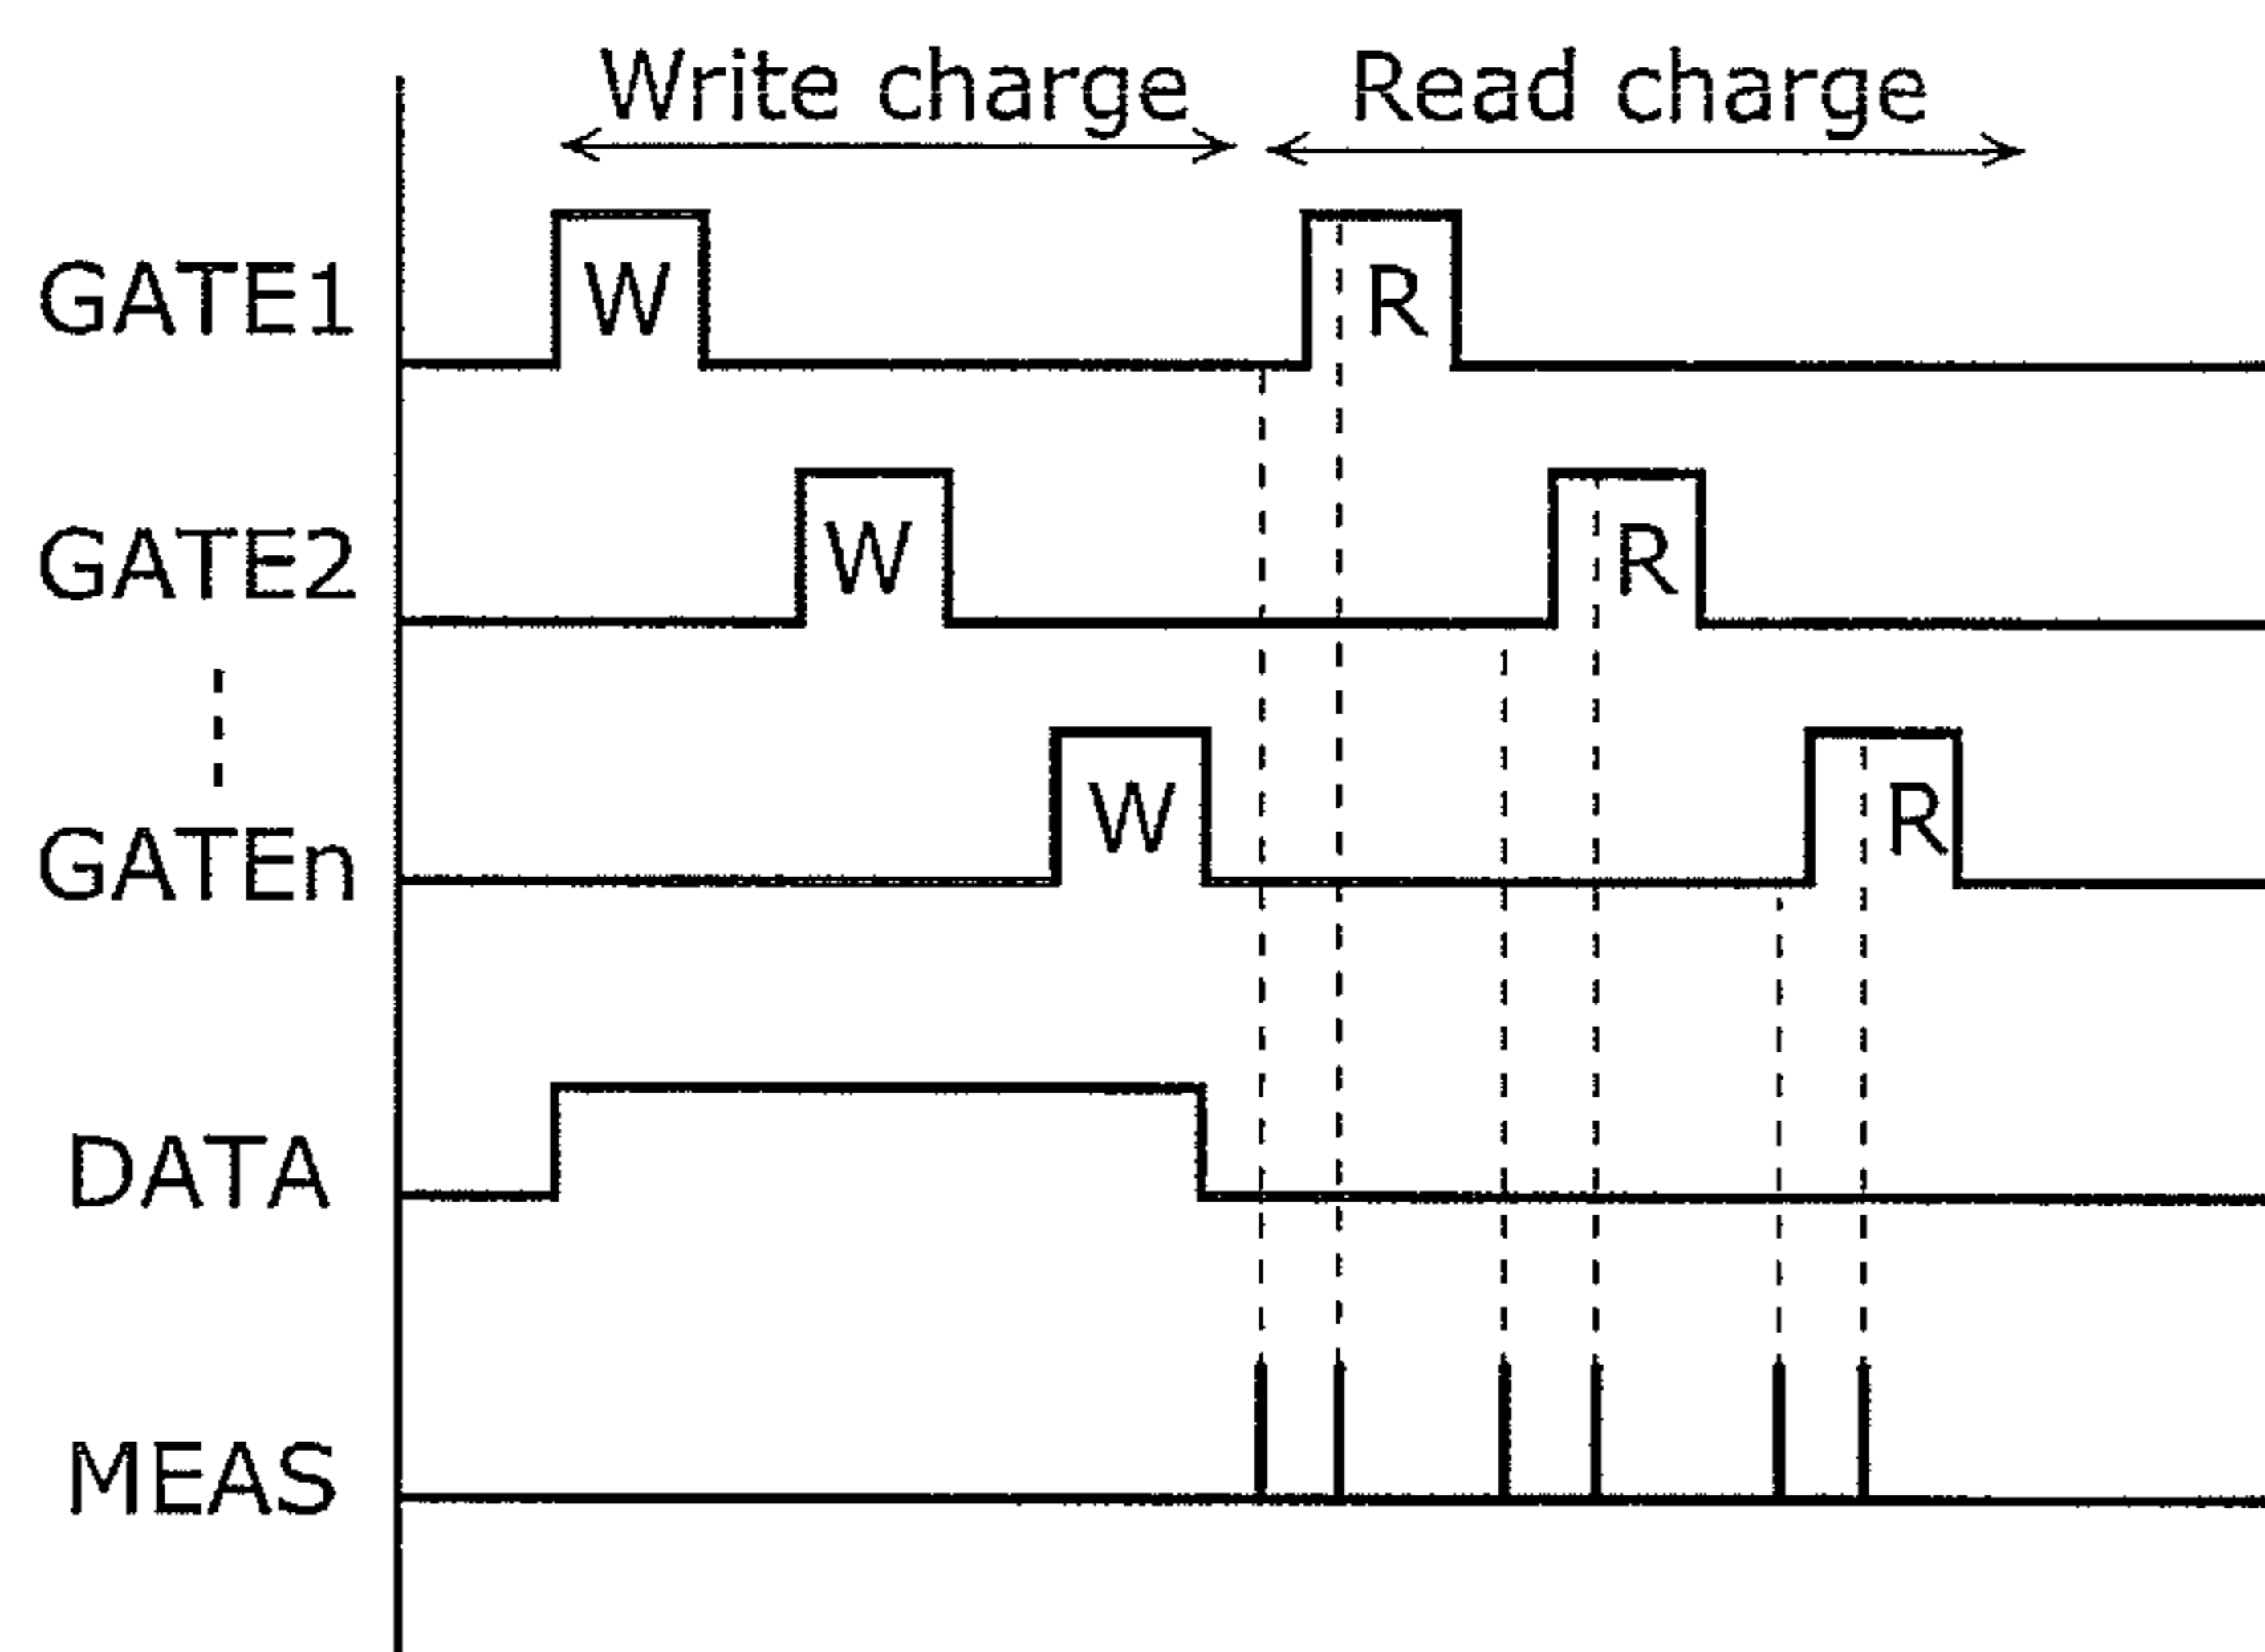 Write charge Read charge
GATE1 W R
GATE2 W R
GATEn W R
DATA
MEAS